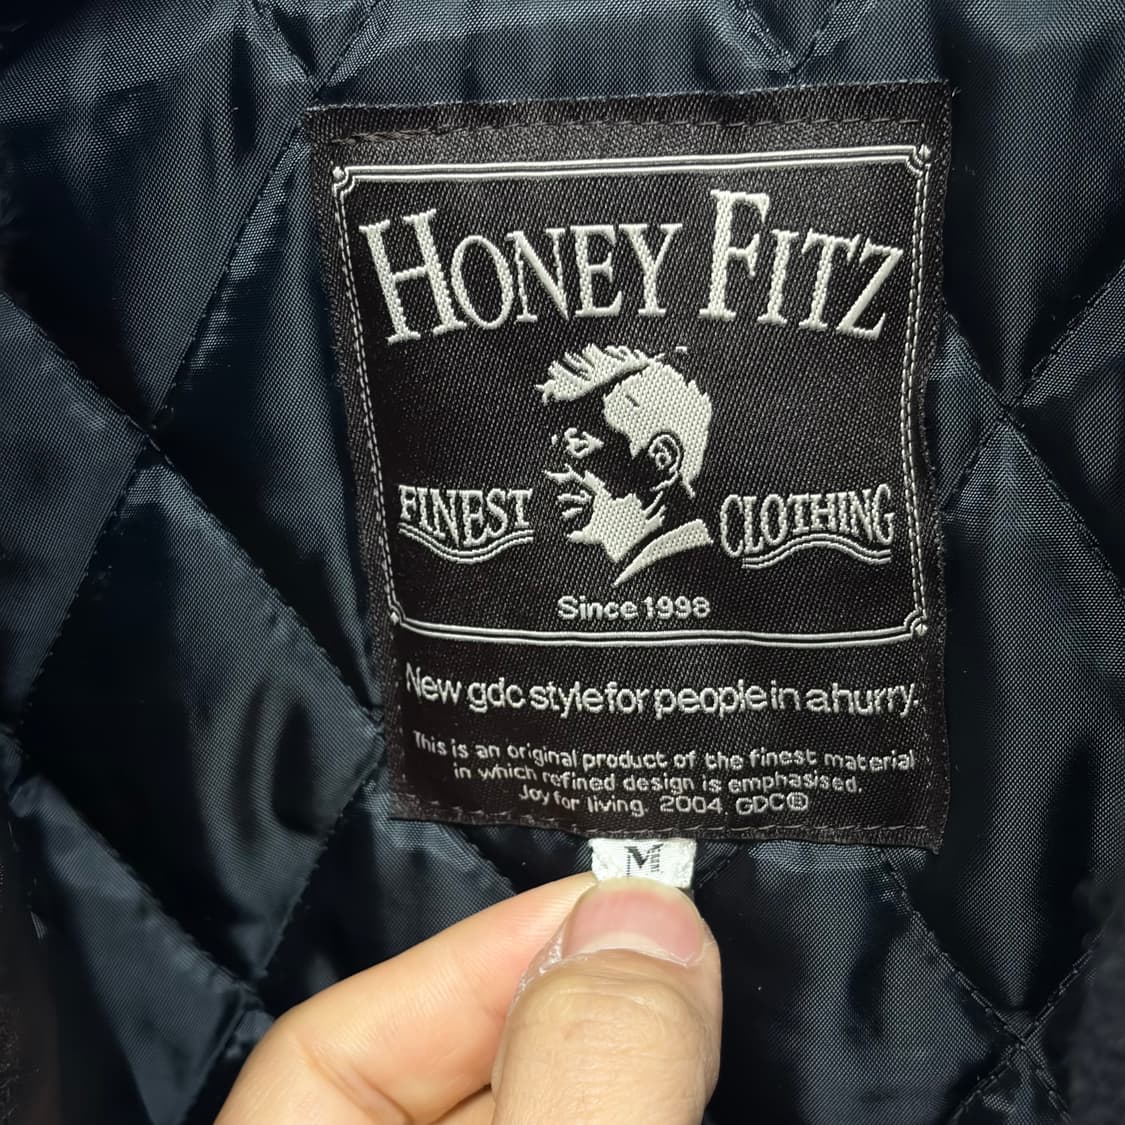 HONEY FITZ
FINEST CLOTHING
Since 1998
New gdc style for people in a hurry.
This is an original product of the finest material
in which refined design is emphasised.
Joy for living. 2004. GDC®
M